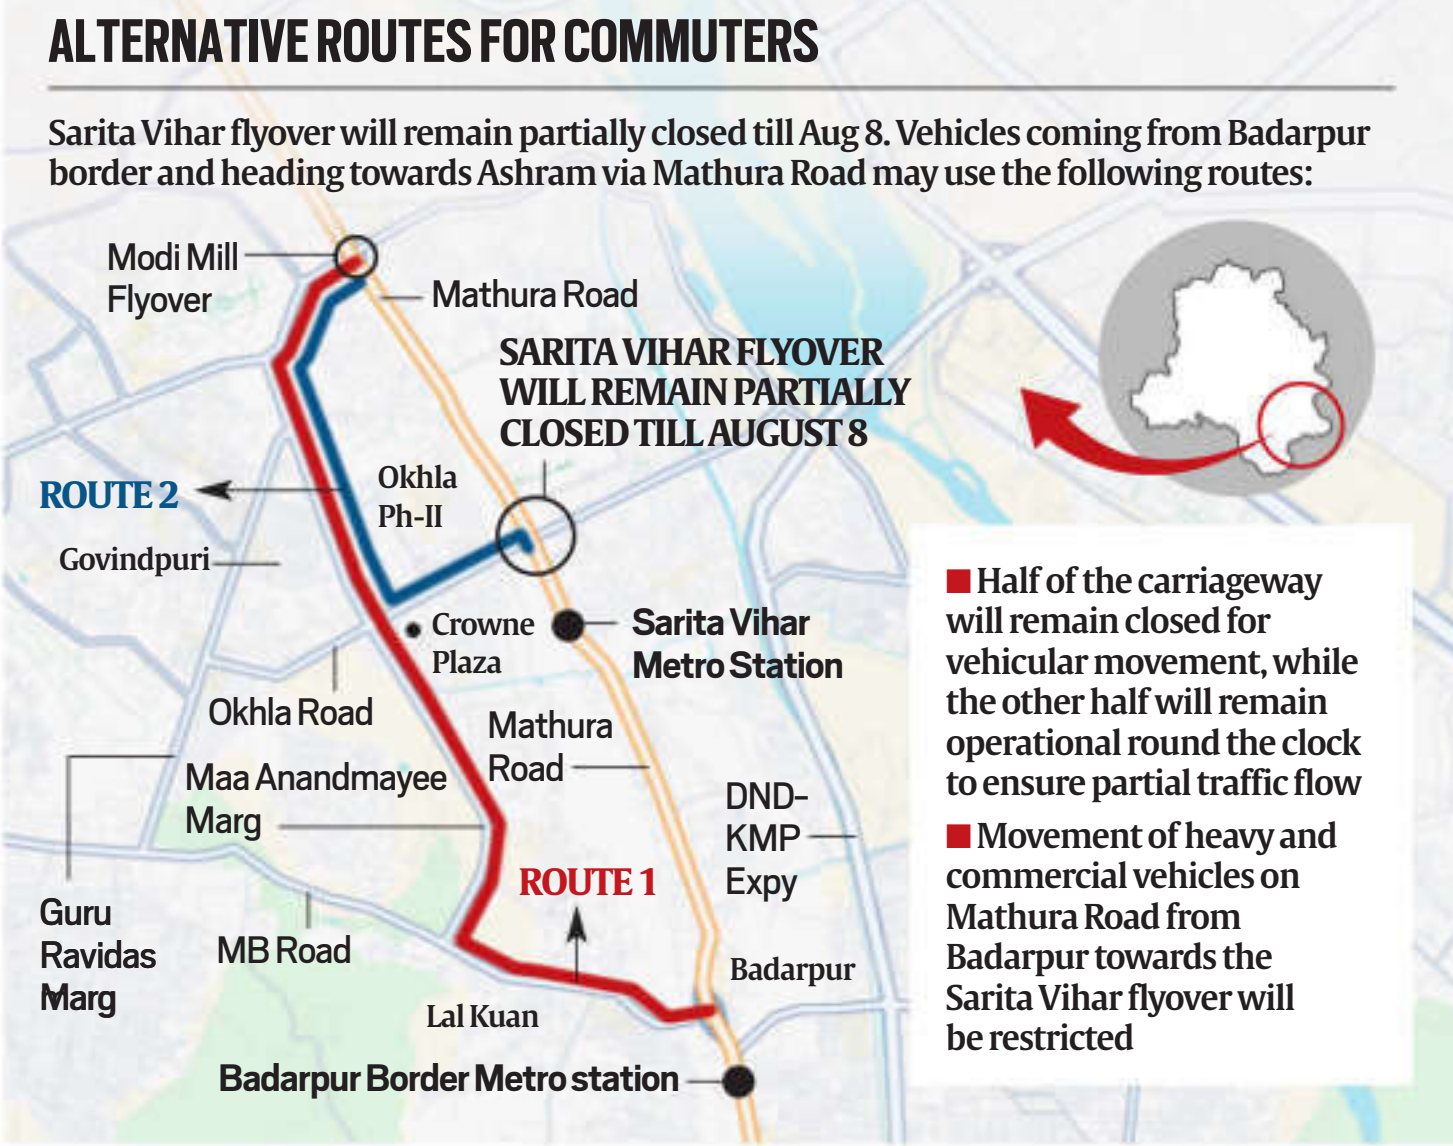 ALTERNATIVE ROUTES FOR COMMUTERS
Sarita Vihar flyover will remain partially closed till Aug 8. Vehicles coming from Badarpur
border and heading towards Ashram via Mathura Road may use the following routes:
Modi Mill
Flyover
Mathura Road
SARITA VIHAR FLYOVER
WILL REMAIN PARTIALLY
CLOSED TILL AUGUST 8
ROUTE 2
Okhla
Ph-II
Govindpuri
Crowne
Plaza
Sarita Vihar
Metro Station
Okhla Road
Mathura
Road
Maa Anandmayee
Marg
DND-
KMP
Expy
ROUTE 1
Guru
Ravidas
Marg
MB Road
Badarpur
Lal Kuan
Badarpur Border Metro station
■ Half of the carriageway
will remain closed for
vehicular movement, while
the other half will remain
operational round the clock
to ensure partial traffic flow
■ Movement of heavy and
commercial vehicles on
Mathura Road from
Badarpur towards the
Sarita Vihar flyover will
be restricted